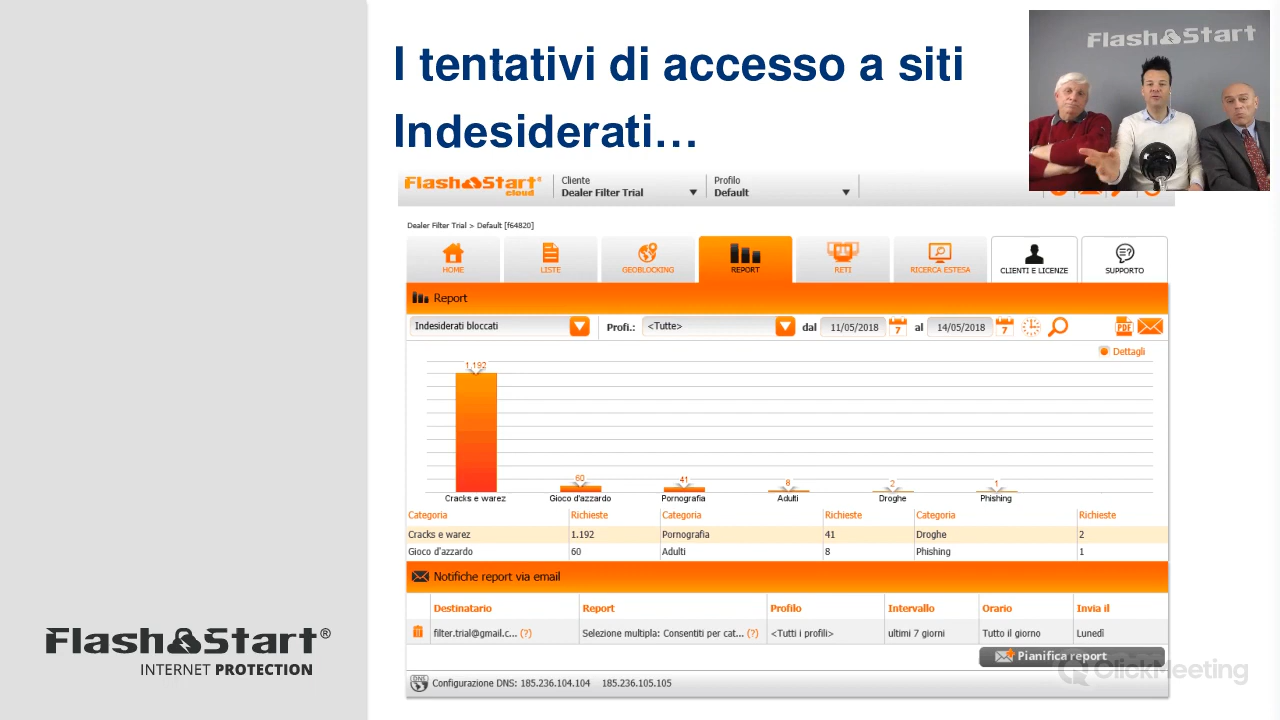 I tentativi di accesso a siti
Indesiderati…
Flash Start
Flash Start®
cloud
Cliente
Dealer Filter Trial
Profilo
Default
Dealer Filter Trial > Default [f64820]
HOME
LISTE
GEOBLOCKING
REPORT
RETI
RICERCA ESTESA
CLIENTI E LICENZE
SUPPORTO
Report
Indesiderati bloccati
Profi.: <Tutte> dal 11/05/2018 7 al 14/05/2018 7 PDF
Dettagli
1,192
60
41
8
2
1
Cracks e warez
Gioco d'azzardo
Pornografia
Adulti
Droghe
Phishing
Categoria Richieste Categoria Richieste Categoria Richieste
Cracks e warez 1.192 Pornografia 41 Droghe 2
Gioco d'azzardo 60 Adulti 8 Phishing 1
Notifiche report via email
Destinatario Report Profilo Intervallo Orario Invia il
filter.trial@gmail.c... (?) Selezione multipla: Consentiti per cat... (?) <Tutti i profili> ultimi 7 giorni Tutto il giorno Lunedì
Pianifica report
DNS Configurazione DNS: 185.236.104.104 185.236.105.105
Flash Start®
INTERNET PROTECTION
ClickMeeting